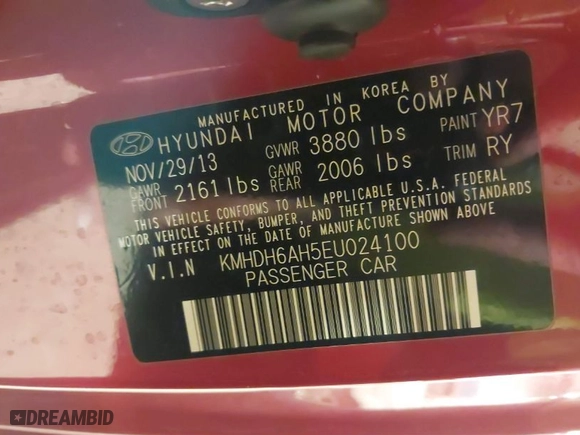 MANUFACTURED IN KOREA BY
HYUNDAI MOTOR COMPANY
NOV/29/13 GVWR 3880 lbs PAINT YR7
GAWR FRONT 2161 lbs GAWR REAR 2006 lbs TRIM RY
THIS VEHICLE CONFORMS TO ALL APPLICABLE U.S.A. FEDERAL
MOTOR VEHICLE SAFETY, BUMPER, AND THEFT PREVENTION STANDARDS
IN EFFECT ON THE DATE OF MANUFACTURE SHOWN ABOVE.
V.I.N KMHDH6AH5EU024100
PASSENGER CAR
DREAMBID